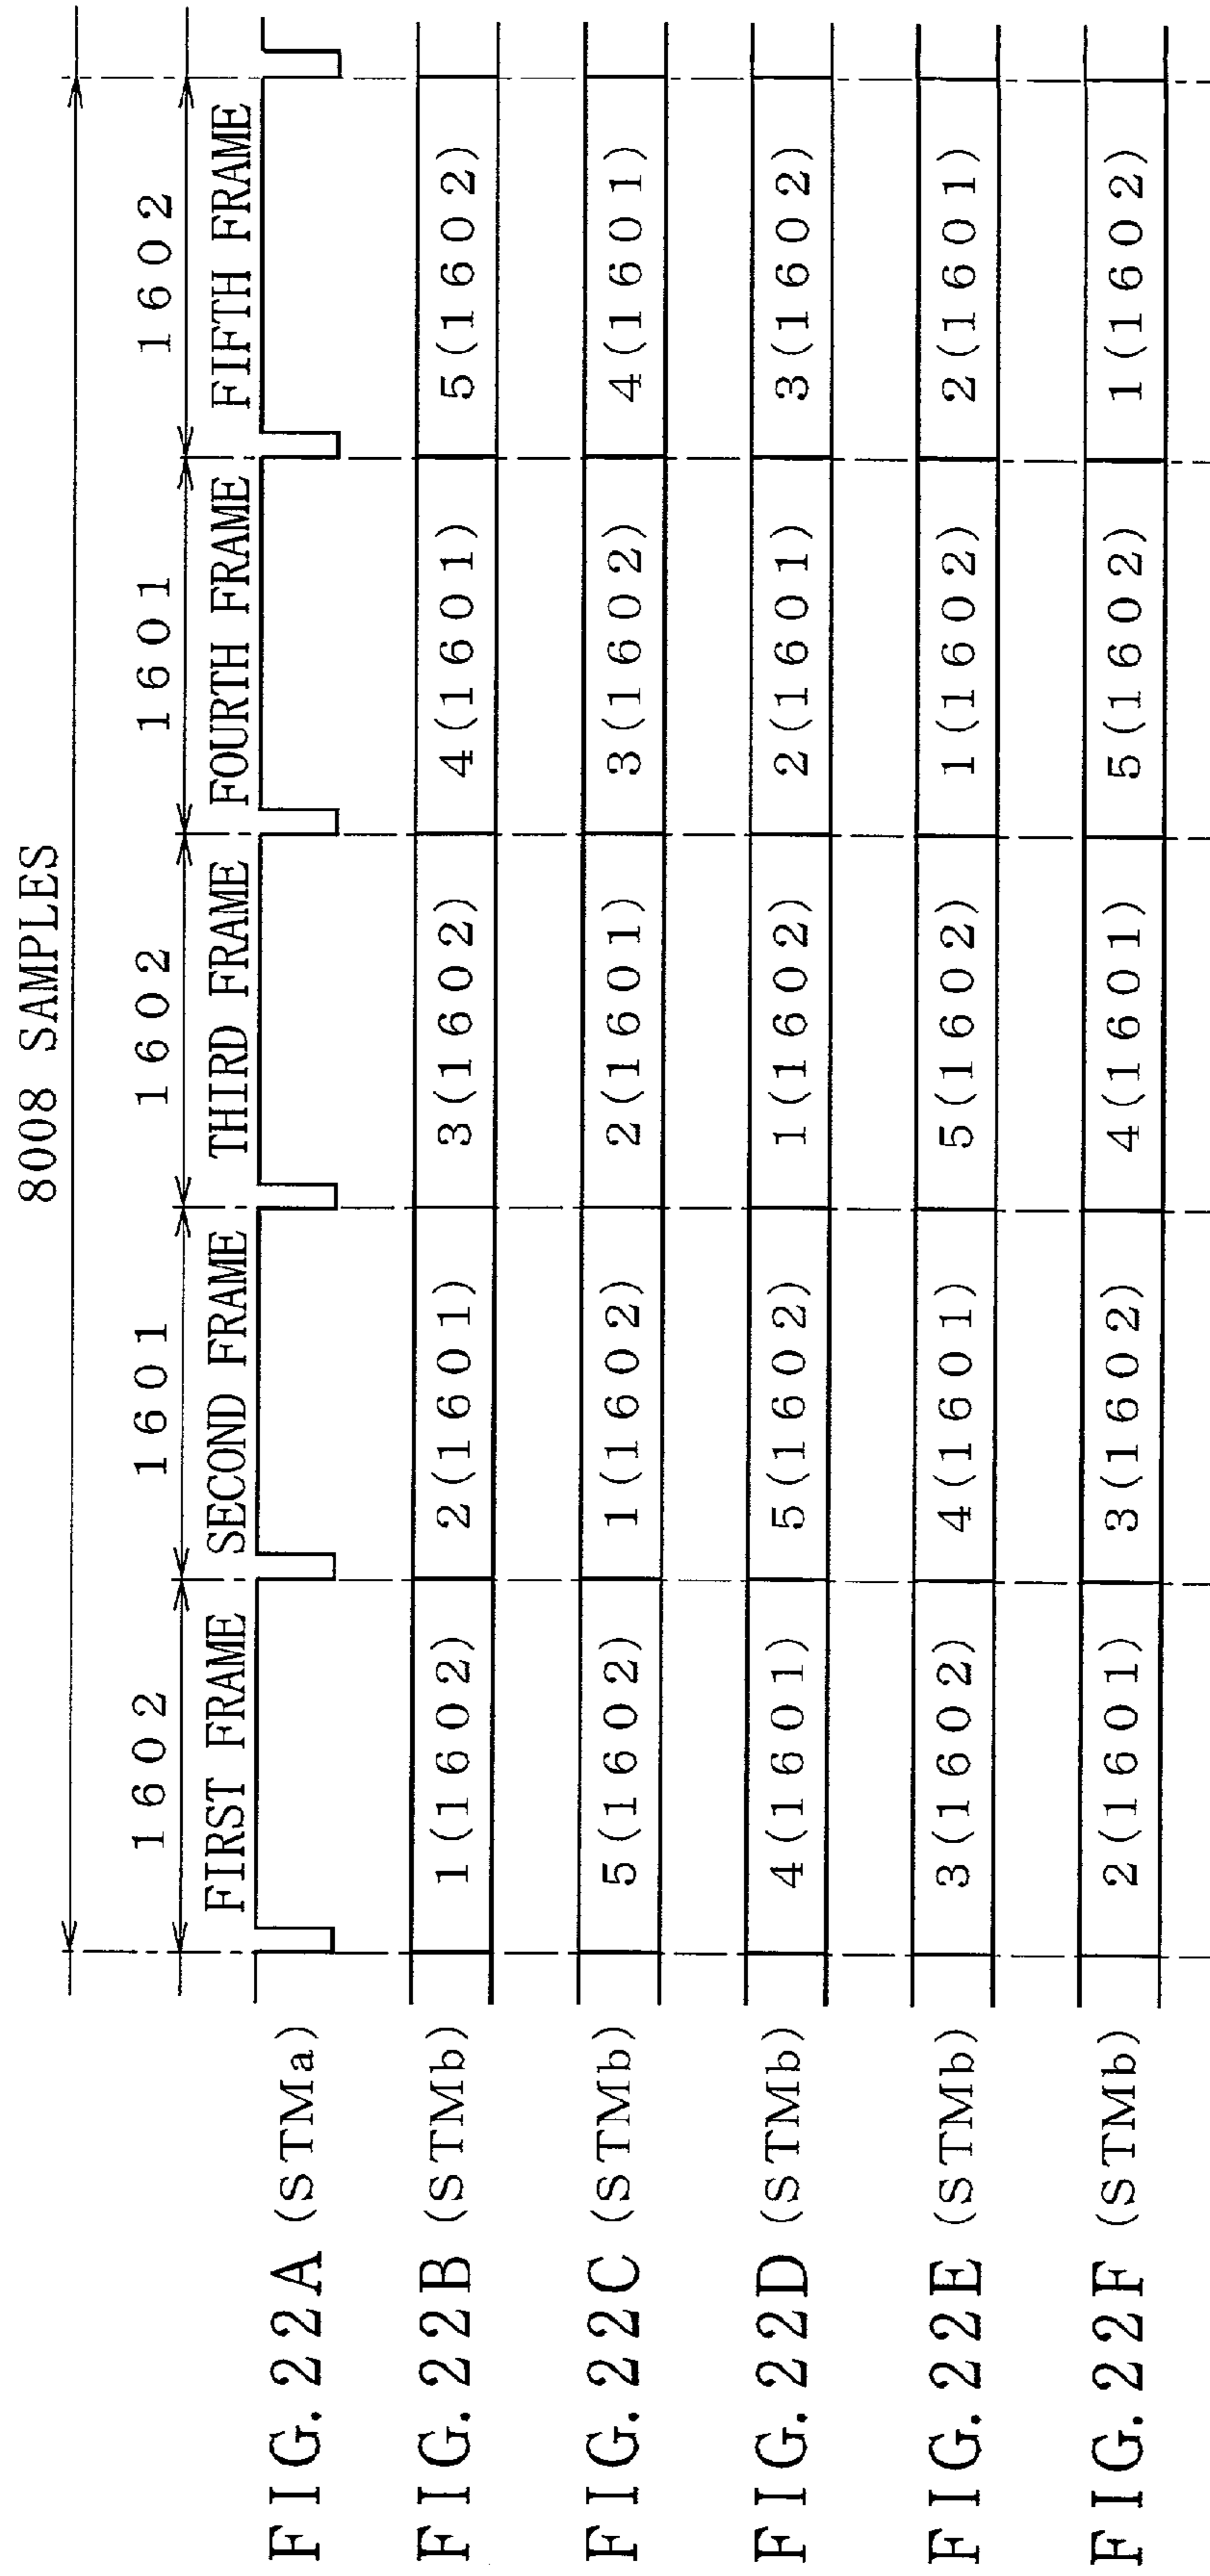 8008 SAMPLES
1602 1601 1602 1601 1602
FIRST FRAME SECOND FRAME THIRD FRAME FOURTH FRAME FIFTH FRAME
FIG. 22A (STMa)
FIG. 22B (STMb) 1(1602) 2(1601) 3(1602) 4(1601) 5(1602)
FIG. 22C (STMb) 5(1602) 1(1602) 2(1601) 3(1602) 4(1601)
FIG. 22D (STMb) 4(1601) 5(1602) 1(1602) 2(1601) 3(1602)
FIG. 22E (STMb) 3(1602) 4(1601) 5(1602) 1(1602) 2(1601)
FIG. 22F (STMb) 2(1601) 3(1602) 4(1601) 5(1602) 1(1602)